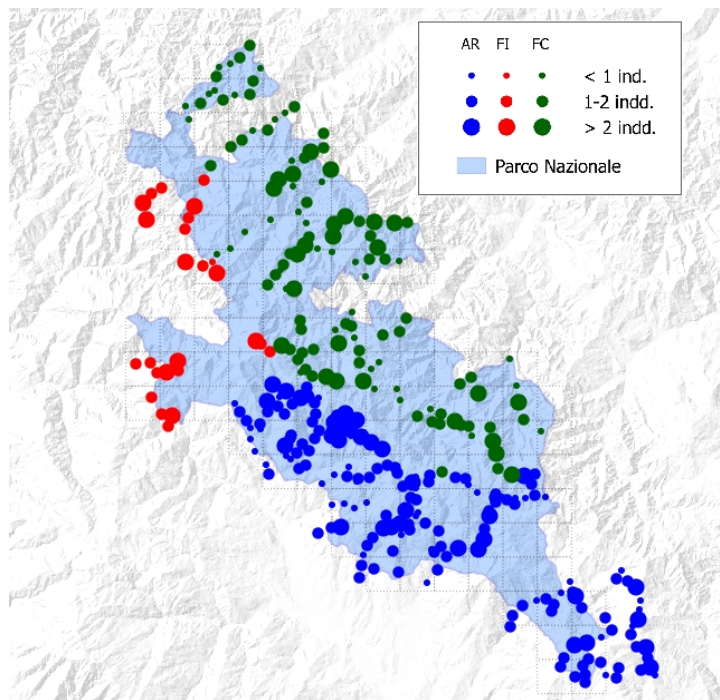 AR FI FC
< 1 ind.
1-2 indd.
> 2 indd.
Parco Nazionale